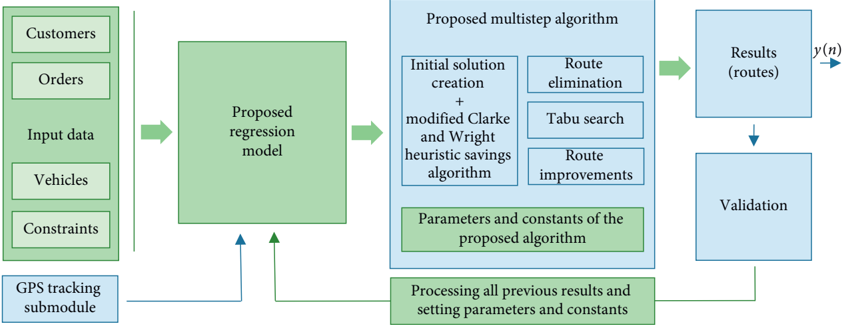 Customers
Orders
Input data
Vehicles
Constraints
GPS tracking
submodule
Proposed
regression
model
Proposed multistep algorithm
Initial solution
creation
+
modified Clarke
and Wright
heuristic savings
algorithm
Route
elimination
Tabu search
Route
improvements
Parameters and constants of the
proposed algorithm
Processing all previous results and
setting parameters and constants
Results
(routes)
y(n)
Validation